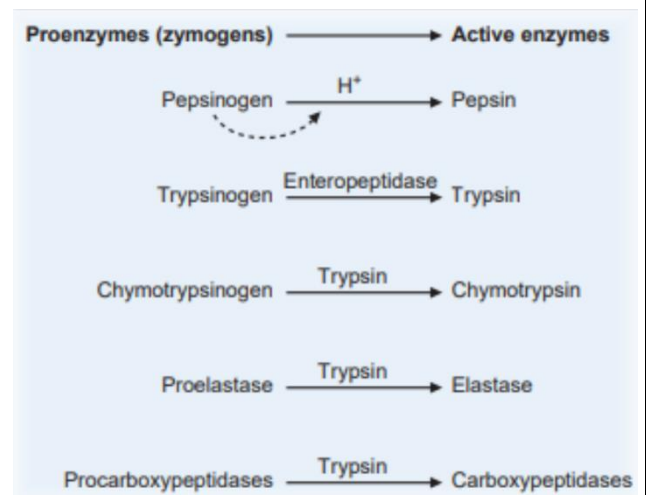 Proenzymes (zymogens) Active enzymes
H⁺
Pepsinogen Pepsin
Enteropeptidase
Trypsinogen Trypsin
Trypsin
Chymotrypsinogen Chymotrypsin
Trypsin
Proelastase Elastase
Trypsin
Procarboxypeptidases Carboxypeptidases